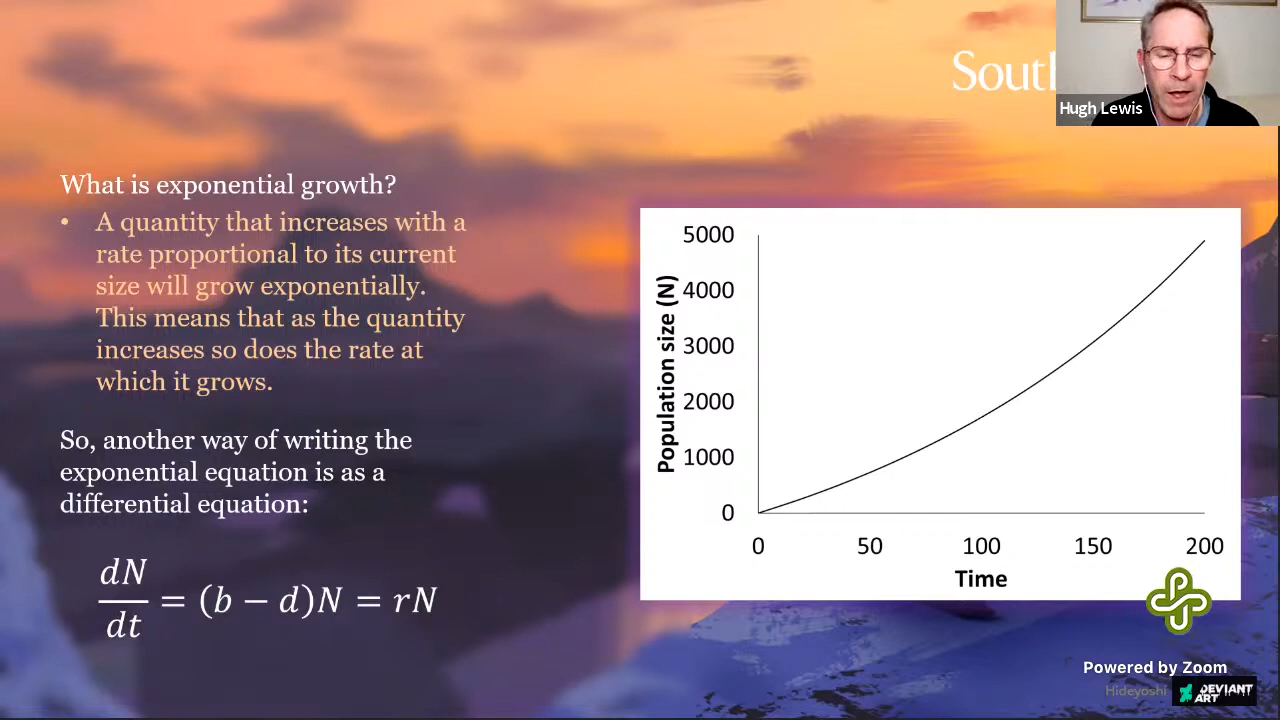 South
Hugh Lewis
What is exponential growth?
• A quantity that increases with a
rate proportional to its current
size will grow exponentially.
This means that as the quantity
increases so does the rate at
which it grows.
So, another way of writing the
exponential equation is as a
differential equation:
dN/dt = (b − d)N = rN
Population size (N)
5000
4000
3000
2000
1000
0
0 50 100 150 200
Time
Powered by Zoom
Hideyoshi
DEVIANT
ART